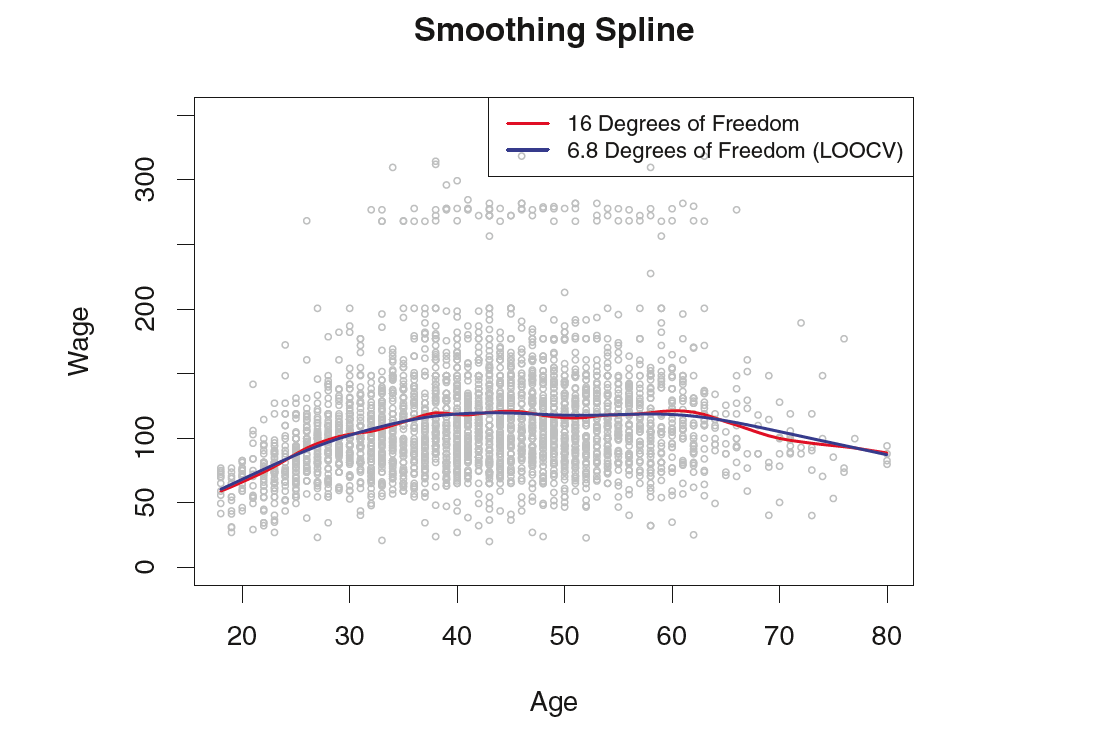 Smoothing Spline
16 Degrees of Freedom
6.8 Degrees of Freedom (LOOCV)
Wage
300
200
100
50
0
20 30 40 50 60 70 80
Age